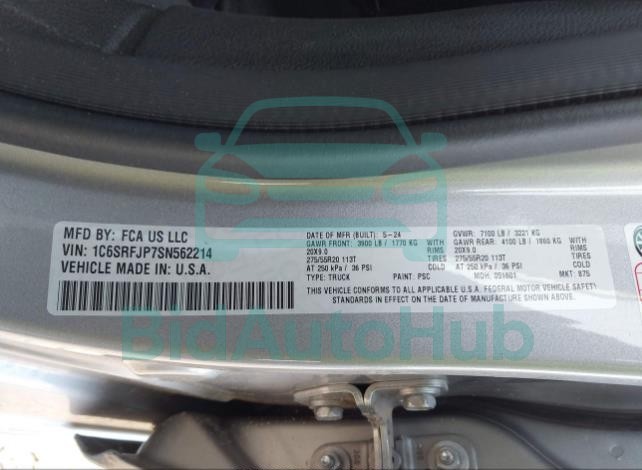 MFD BY: FCA US LLC
VIN: 1C6SRFJP7SN562214
VEHICLE MADE IN U.S.A.
DATE OF MFR (BUILT): 5-24
GVWR: 7100 LB / 3221 KG
GAWR FRONT: 3900 LB / 1770 KG WITH
GAWR REAR: 4100 LB / 1860 KG WITH
20X9.0 RIMS
20X9.0 RIMS
275/55R20 113T TIRES
275/55R20 113T TIRES
AT 250 kPa / 36 PSI COLD
AT 250 kPa / 36 PSI COLD
TYPE: TRUCK PAINT: PSC MDH: MKT: 875
THIS VEHICLE CONFORMS TO ALL APPLICABLE U.S.A. FEDERAL MOTOR VEHICLE SAFETY
STANDARDS IN EFFECT ON THE DATE OF MANUFACTURE SHOWN ABOVE.
BidAutoHub